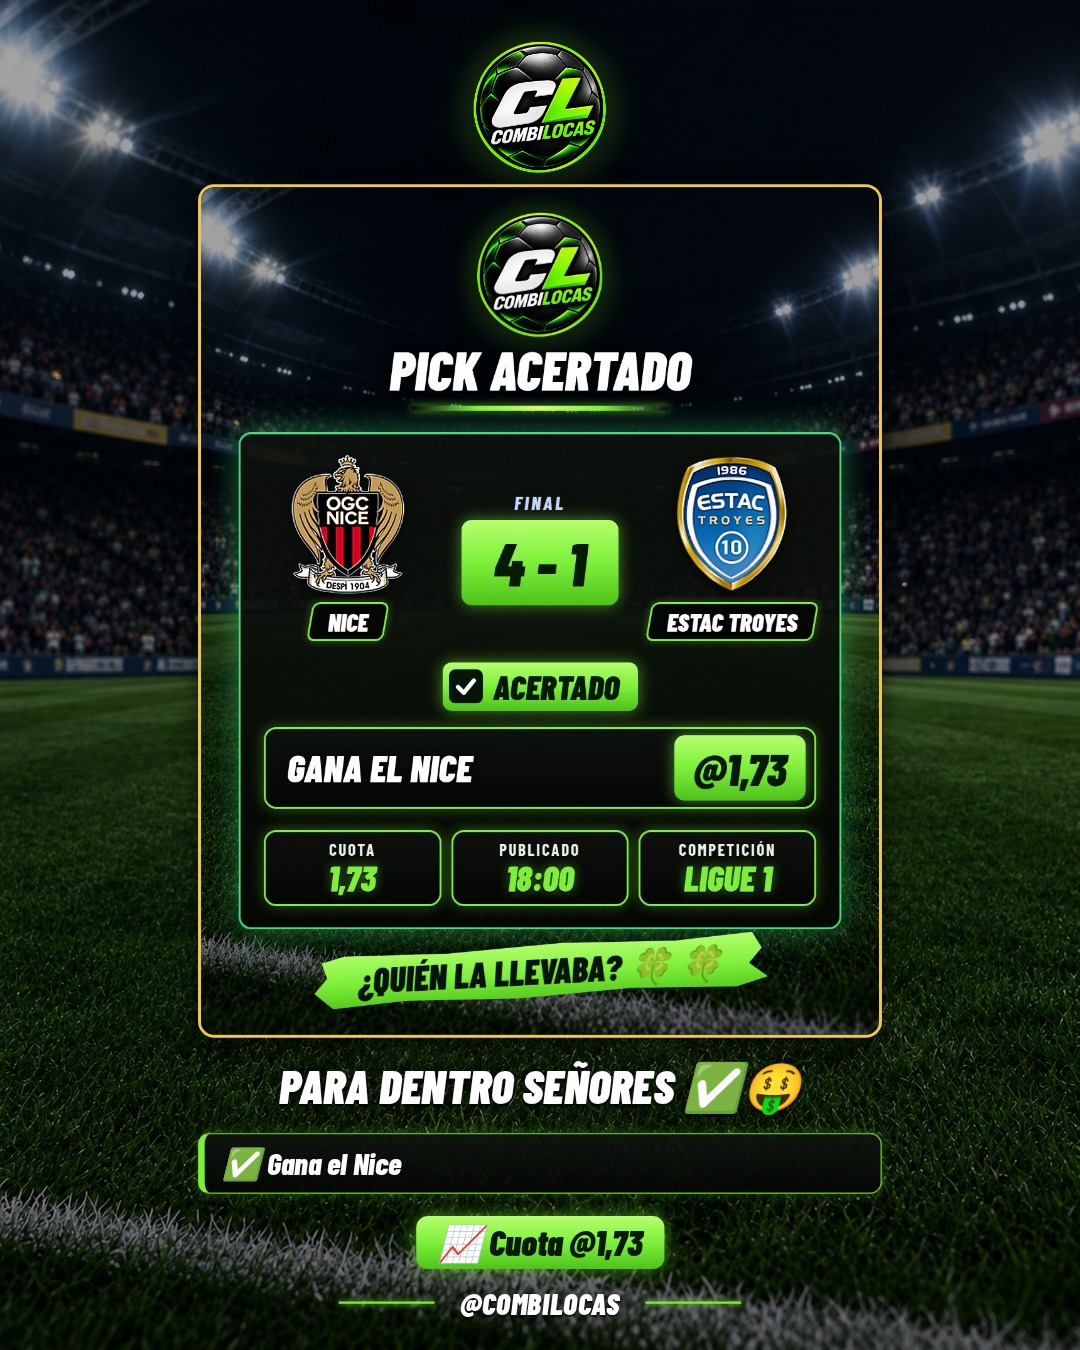 CL
COMBILOCAS
CL
COMBILOCAS
PICK ACERTADO
OGC
NICE
DESPÍ 1904
FINAL
4 - 1
1986
ESTAC
TROYES
10
NICE
ESTAC TROYES
ACERTADO
GANA EL NICE
@1,73
CUOTA
1,73
PUBLICADO
18:00
COMPETICIÓN
LIGUE 1
¿QUIÉN LA LLEVABA? 🍀 🍀
PARA DENTRO SEÑORES ✅🤑
✅ Gana el Nice
📈 Cuota @1,73
@COMBILOCAS